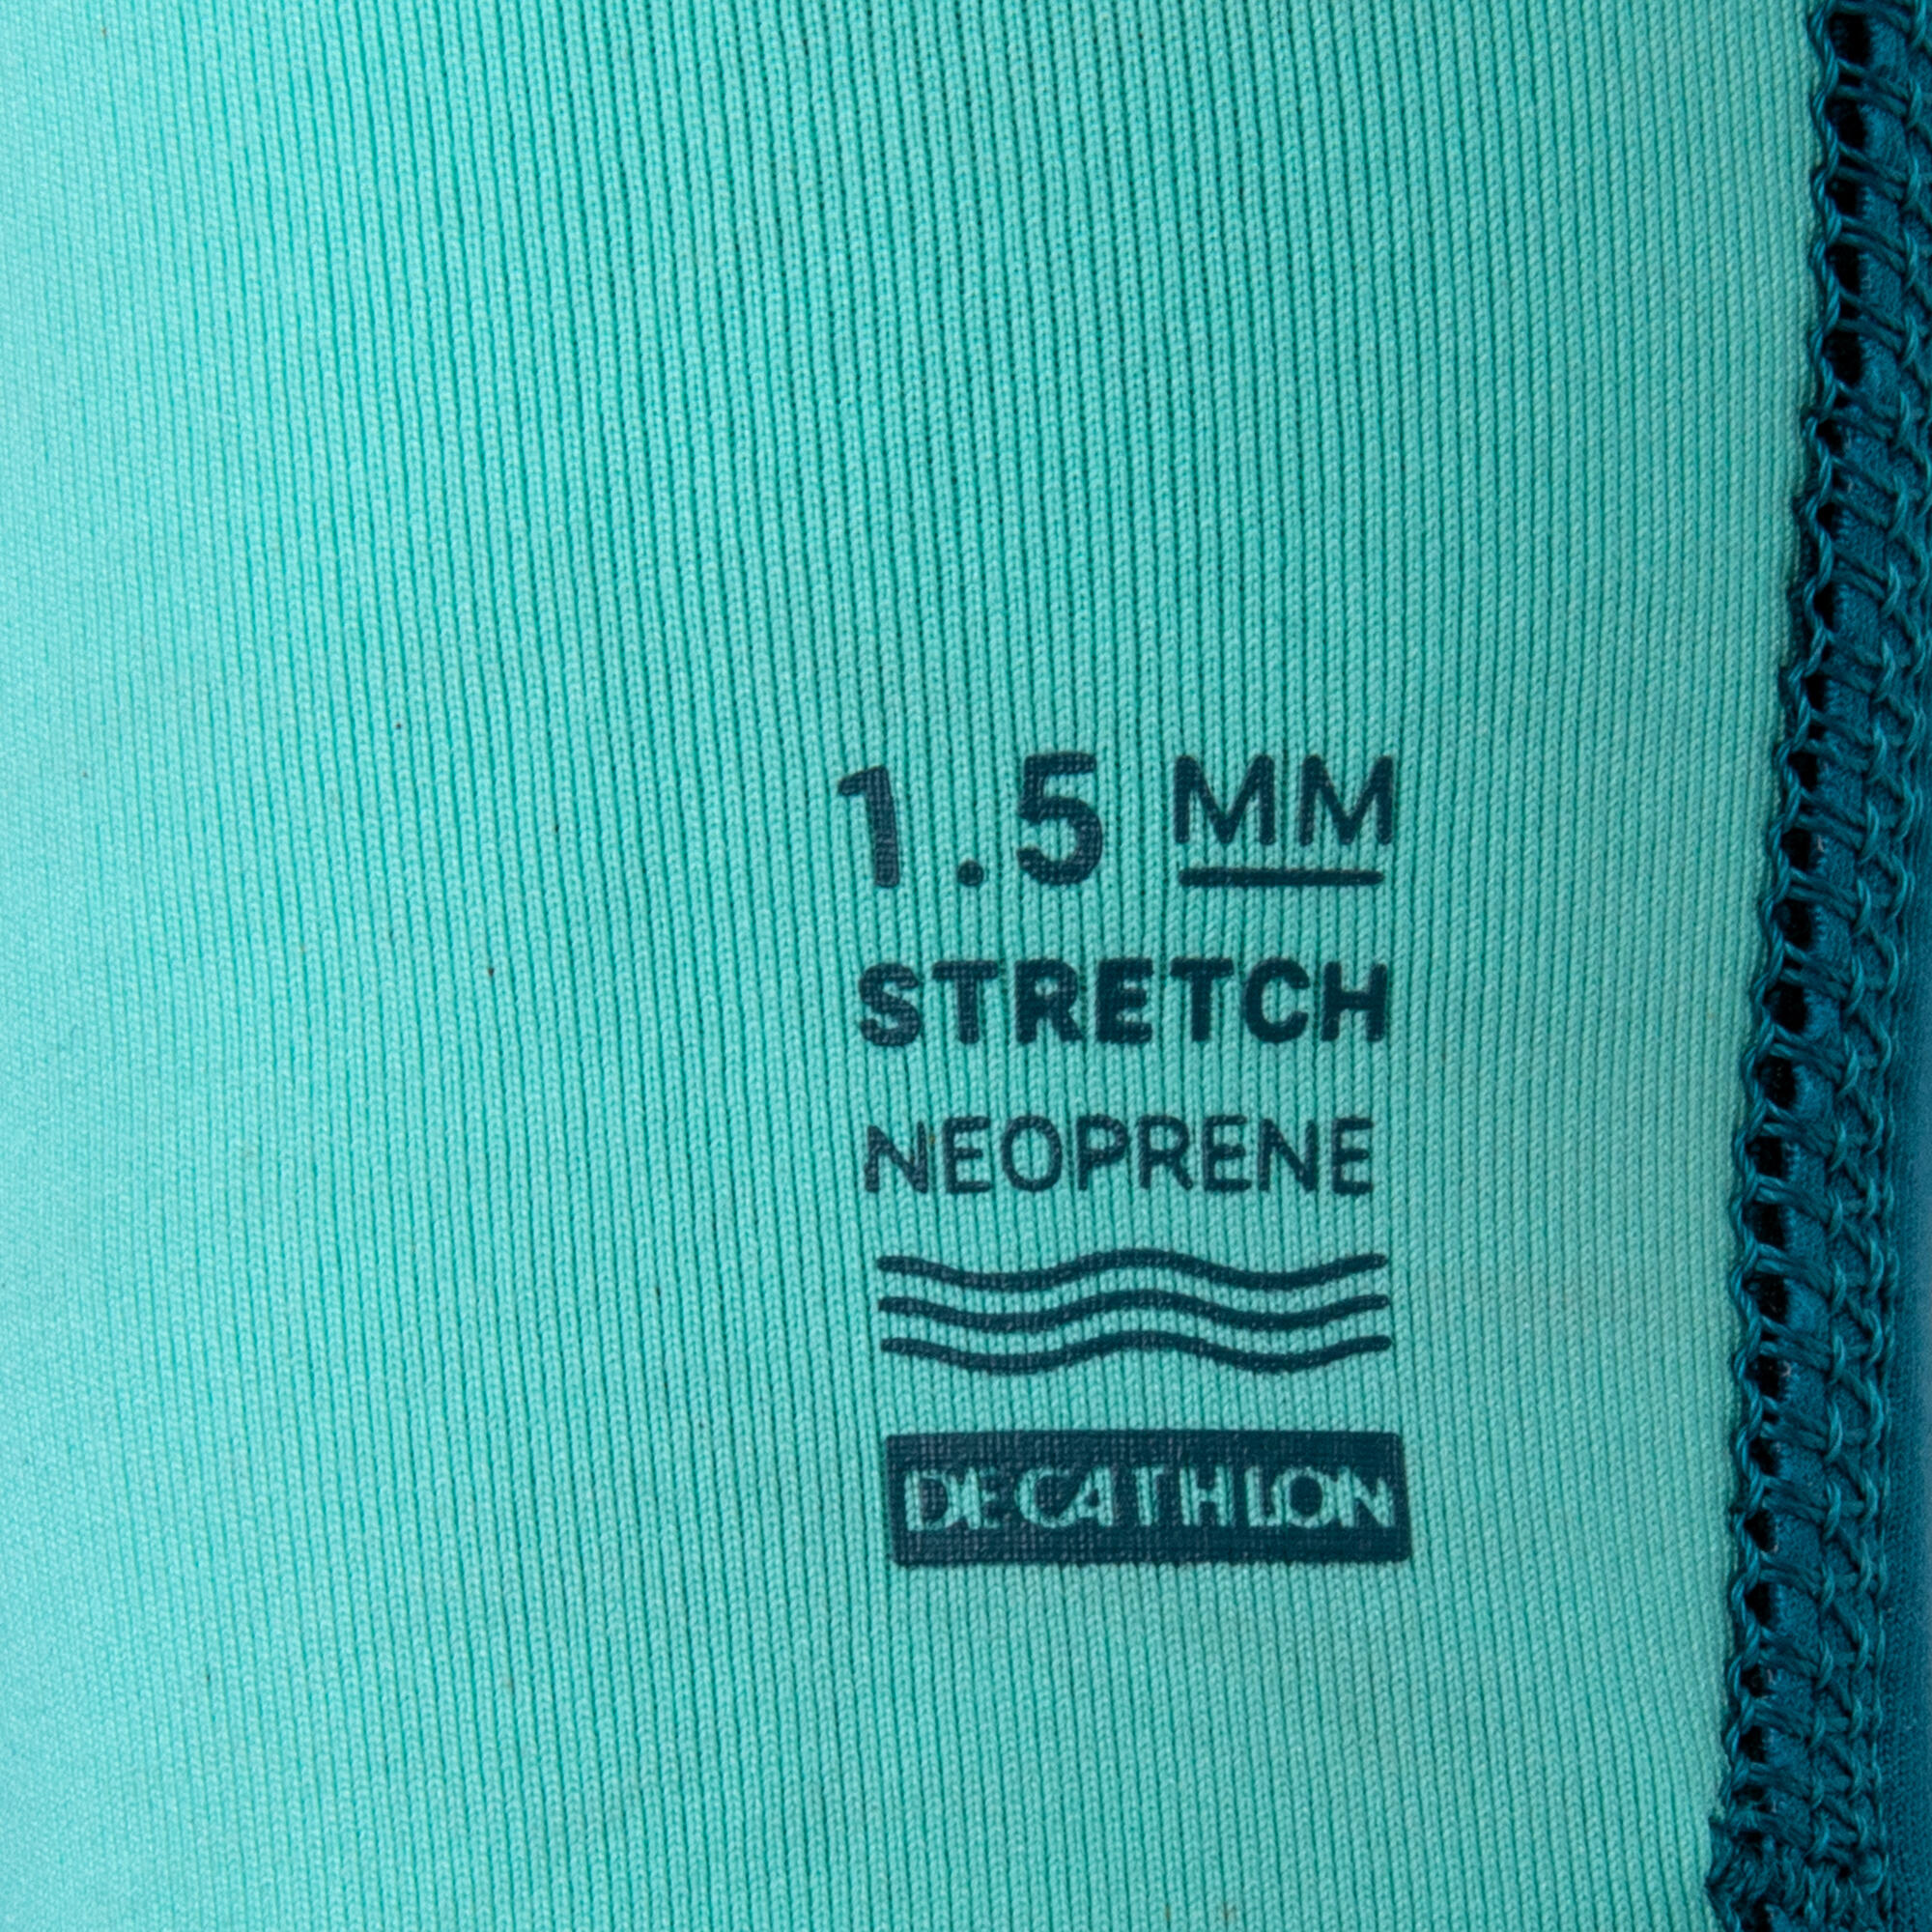 1.5 MM
STRETCH
NEOPRENE
DECATHLON